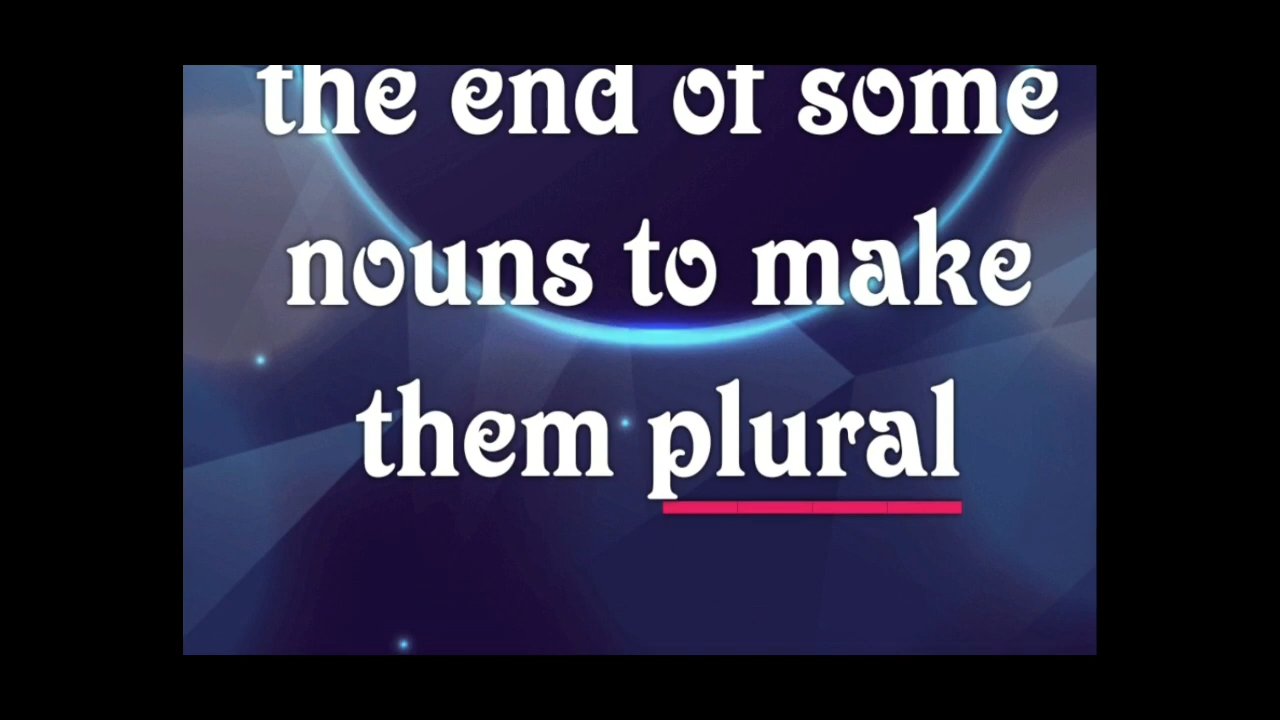 the end of some
nouns to make
them plural